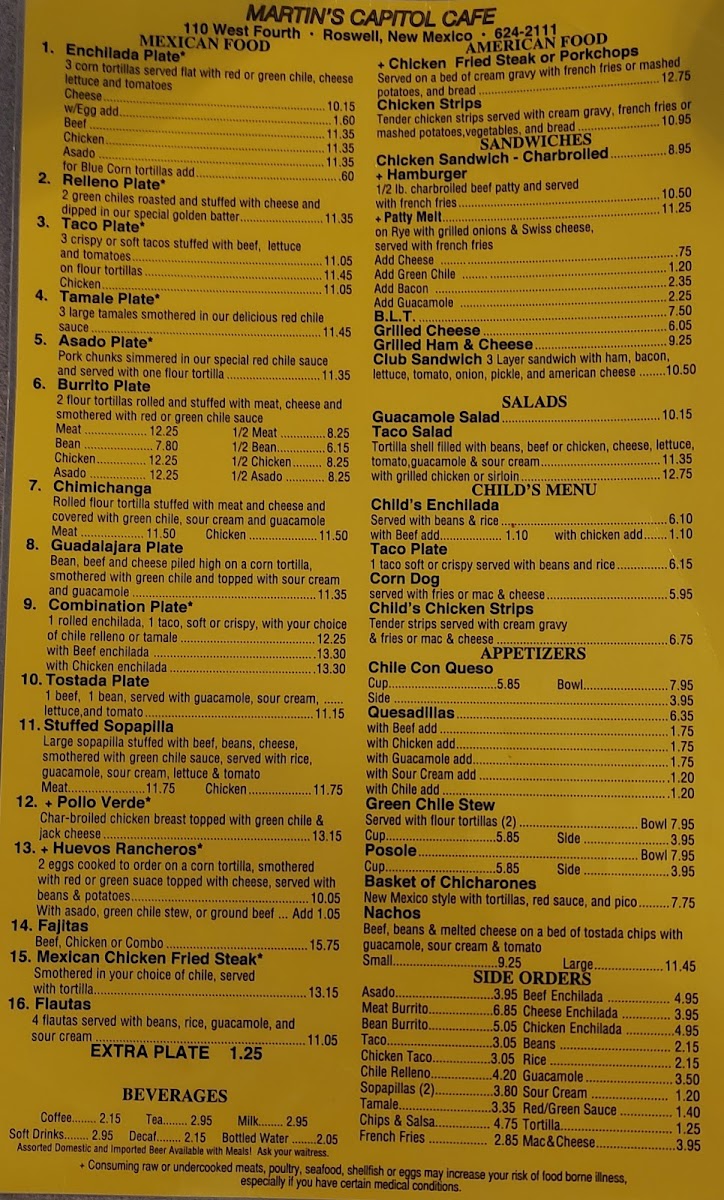 MARTIN'S CAPITOL CAFE
110 West Fourth • Roswell, New Mexico • 624-2111
MEXICAN FOOD
1. Enchilada Plate*
3 corn tortillas served flat with red or green chile, cheese
lettuce and tomatoes
Cheese 10.15
w/Egg add 1.60
Beef 11.35
Chicken 11.35
Asado 11.35
for Blue Corn tortillas add .60
2. Relleno Plate*
2 green chiles roasted and stuffed with cheese and
dipped in our special golden batter 11.35
3. Taco Plate*
3 crispy or soft tacos stuffed with beef, lettuce
and tomatoes 11.05
on flour tortillas 11.45
Chicken 11.05
4. Tamale Plate*
3 large tamales smothered in our delicious red chile
sauce 11.45
5. Asado Plate*
Pork chunks simmered in our special red chile sauce
and served with one flour tortilla 11.35
6. Burrito Plate
2 flour tortillas rolled and stuffed with meat, cheese and
smothered with red or green chile sauce
Meat 12.25 1/2 Meat 8.25
Bean 7.80 1/2 Bean 6.15
Chicken 12.25 1/2 Chicken 8.25
Asado 12.25 1/2 Asado 8.25
7. Chimichanga
Rolled flour tortilla stuffed with meat and cheese and
covered with green chile, sour cream and guacamole
Meat 11.50 Chicken 11.50
8. Guadalajara Plate
Bean, beef and cheese piled high on a corn tortilla,
smothered with green chile and topped with sour cream
and guacamole 11.35
9. Combination Plate*
1 rolled enchilada, 1 taco, soft or crispy, with your choice
of chile relleno or tamale 12.25
with Beef enchilada 13.30
with Chicken enchilada 13.30
10. Tostada Plate
1 beef, 1 bean, served with guacamole, sour cream, ......
lettuce,and tomato 11.15
11. Stuffed Sopapilla
Large sopapilla stuffed with beef, beans, cheese,
smothered with green chile sauce, served with rice,
guacamole, sour cream, lettuce & tomato
Meat 11.75 Chicken 11.75
12. + Pollo Verde*
Char-broiled chicken breast topped with green chile &
jack cheese 13.15
13. + Huevos Rancheros*
2 eggs cooked to order on a corn tortilla, smothered
with red or green suace topped with cheese, served with
beans & potatoes 10.05
With asado, green chile stew, or ground beef ... Add 1.05
14. Fajitas
Beef, Chicken or Combo 15.75
15. Mexican Chicken Fried Steak*
Smothered in your choice of chile, served
with tortilla 13.15
16. Flautas
4 flautas served with beans, rice, guacamole, and
sour cream 11.05
EXTRA PLATE 1.25
BEVERAGES
Coffee 2.15 Tea 2.95 Milk 2.95
Soft Drinks 2.95 Decaf 2.15 Bottled Water 2.05
Assorted Domestic and Imported Beer Available with Meals! Ask your waitress.
AMERICAN FOOD
+ Chicken Fried Steak or Porkchops
Served on a bed of cream gravy with french fries or mashed
potatoes, and bread 12.75
Chicken Strips
Tender chicken strips served with cream gravy, french fries or
mashed potatoes,vegetables, and bread 10.95
SANDWICHES
Chicken Sandwich - Charbroiled 8.95
+ Hamburger
1/2 lb. charbroiled beef patty and served
with french fries 10.50
+ Patty Melt 11.25
on Rye with grilled onions & Swiss cheese,
served with french fries
Add Cheese .75
Add Green Chile 1.20
Add Bacon 2.35
Add Guacamole 2.25
B.L.T. 7.50
Grilled Cheese 6.05
Grilled Ham & Cheese 9.25
Club Sandwich 3 Layer sandwich with ham, bacon,
lettuce, tomato, onion, pickle, and american cheese 10.50
SALADS
Guacamole Salad 10.15
Taco Salad
Tortilla shell filled with beans, beef or chicken, cheese, lettuce,
tomato,guacamole & sour cream 11.35
with grilled chicken or sirloin 12.75
CHILD'S MENU
Child's Enchilada
Served with beans & rice 6.10
with Beef add 1.10 with chicken add 1.10
Taco Plate
1 taco soft or crispy served with beans and rice 6.15
Corn Dog
served with fries or mac & cheese 5.95
Child's Chicken Strips
Tender strips served with cream gravy
& fries or mac & cheese 6.75
APPETIZERS
Chile Con Queso
Cup 5.85 Bowl 7.95
Side 3.95
Quesadillas 6.35
with Beef add 1.75
with Chicken add 1.75
with Guacamole add 1.75
with Sour Cream add 1.20
with Chile add 1.20
Green Chile Stew
Served with flour tortillas (2) Bowl 7.95
Cup 5.85 Side 3.95
Posole Bowl 7.95
Cup 5.85 Side 3.95
Basket of Chicharones
New Mexico style with tortillas, red sauce, and pico 7.75
Nachos
Beef, beans & melted cheese on a bed of tostada chips with
guacamole, sour cream & tomato
Small 9.25 Large 11.45
SIDE ORDERS
Asado 3.95 Beef Enchilada 4.95
Meat Burrito 6.85 Cheese Enchilada 3.95
Bean Burrito 5.05 Chicken Enchilada 4.95
Taco 3.05 Beans 2.15
Chicken Taco 3.05 Rice 2.15
Chile Relleno 4.20 Guacamole 3.50
Sopapillas (2) 3.80 Sour Cream 1.20
Tamale 3.35 Red/Green Sauce 1.40
Chips & Salsa 4.75 Tortilla 1.25
French Fries 2.85 Mac&Cheese 3.95
+ Consuming raw or undercooked meats, poultry, seafood, shellfish or eggs may increase your risk of food borne illness,
especially if you have certain medical conditions.